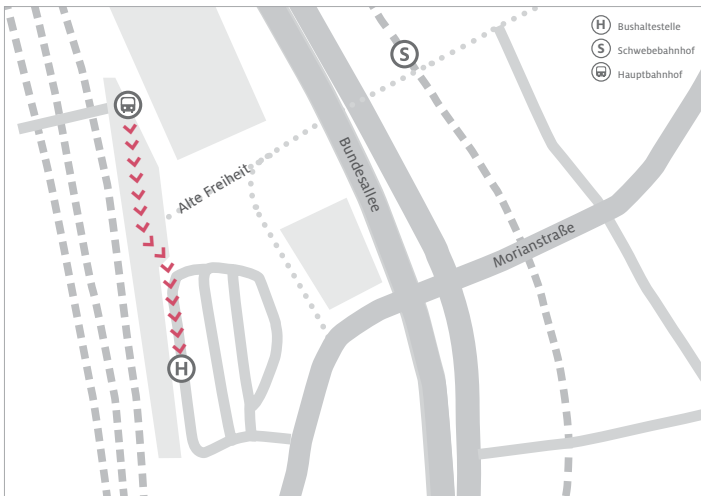 H Bushaltestelle
S Schwebebahnhof
Hauptbahnhof
S
Alte Freiheit
Bundesallee
Morianstraße
H